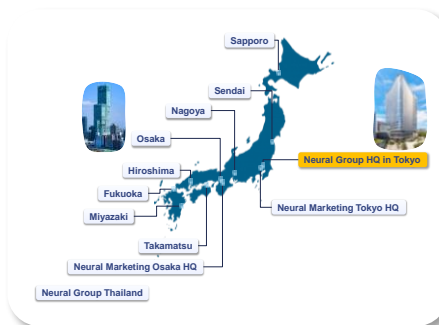 Sapporo
Sendai
Nagoya
Osaka
Hiroshima
Neural Group HQ in Tokyo
Fukuoka
Neural Marketing Tokyo HQ
Miyazaki
Takamatsu
Neural Marketing Osaka HQ
Neural Group Thailand